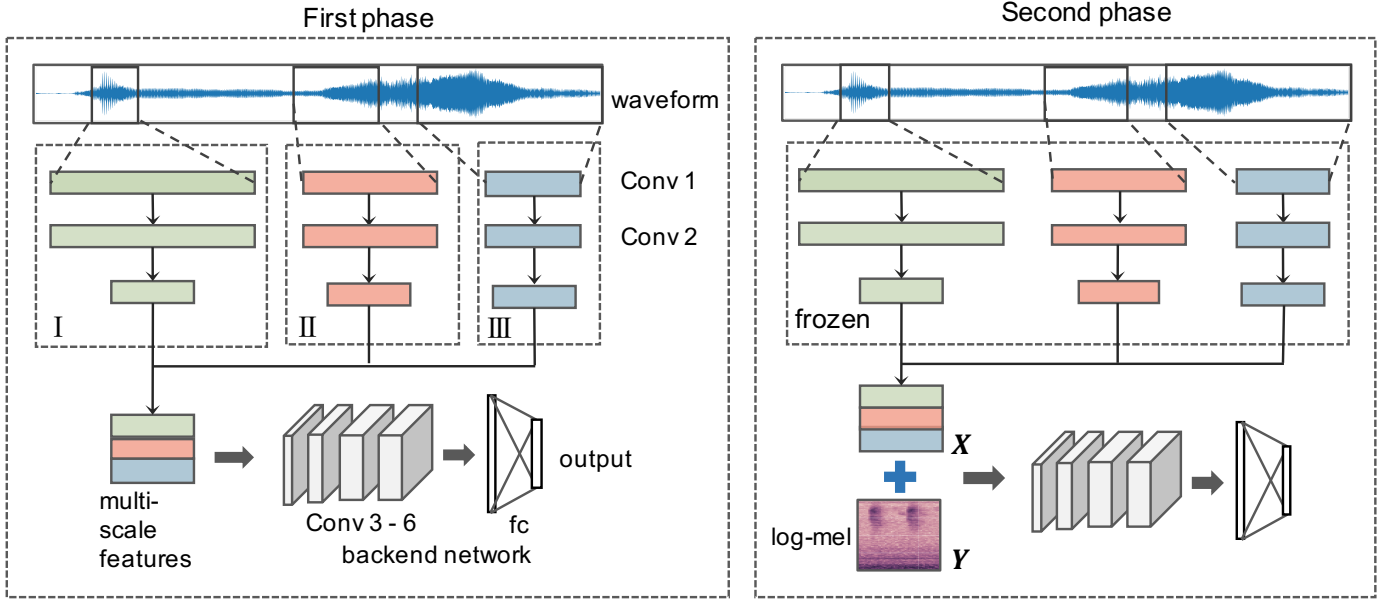 First phase
Second phase
waveform
Conv 1
Conv 2
I
II
III
multi-
scale
features
Conv 3 - 6
backend network
fc
output
frozen
X
log-mel
Y